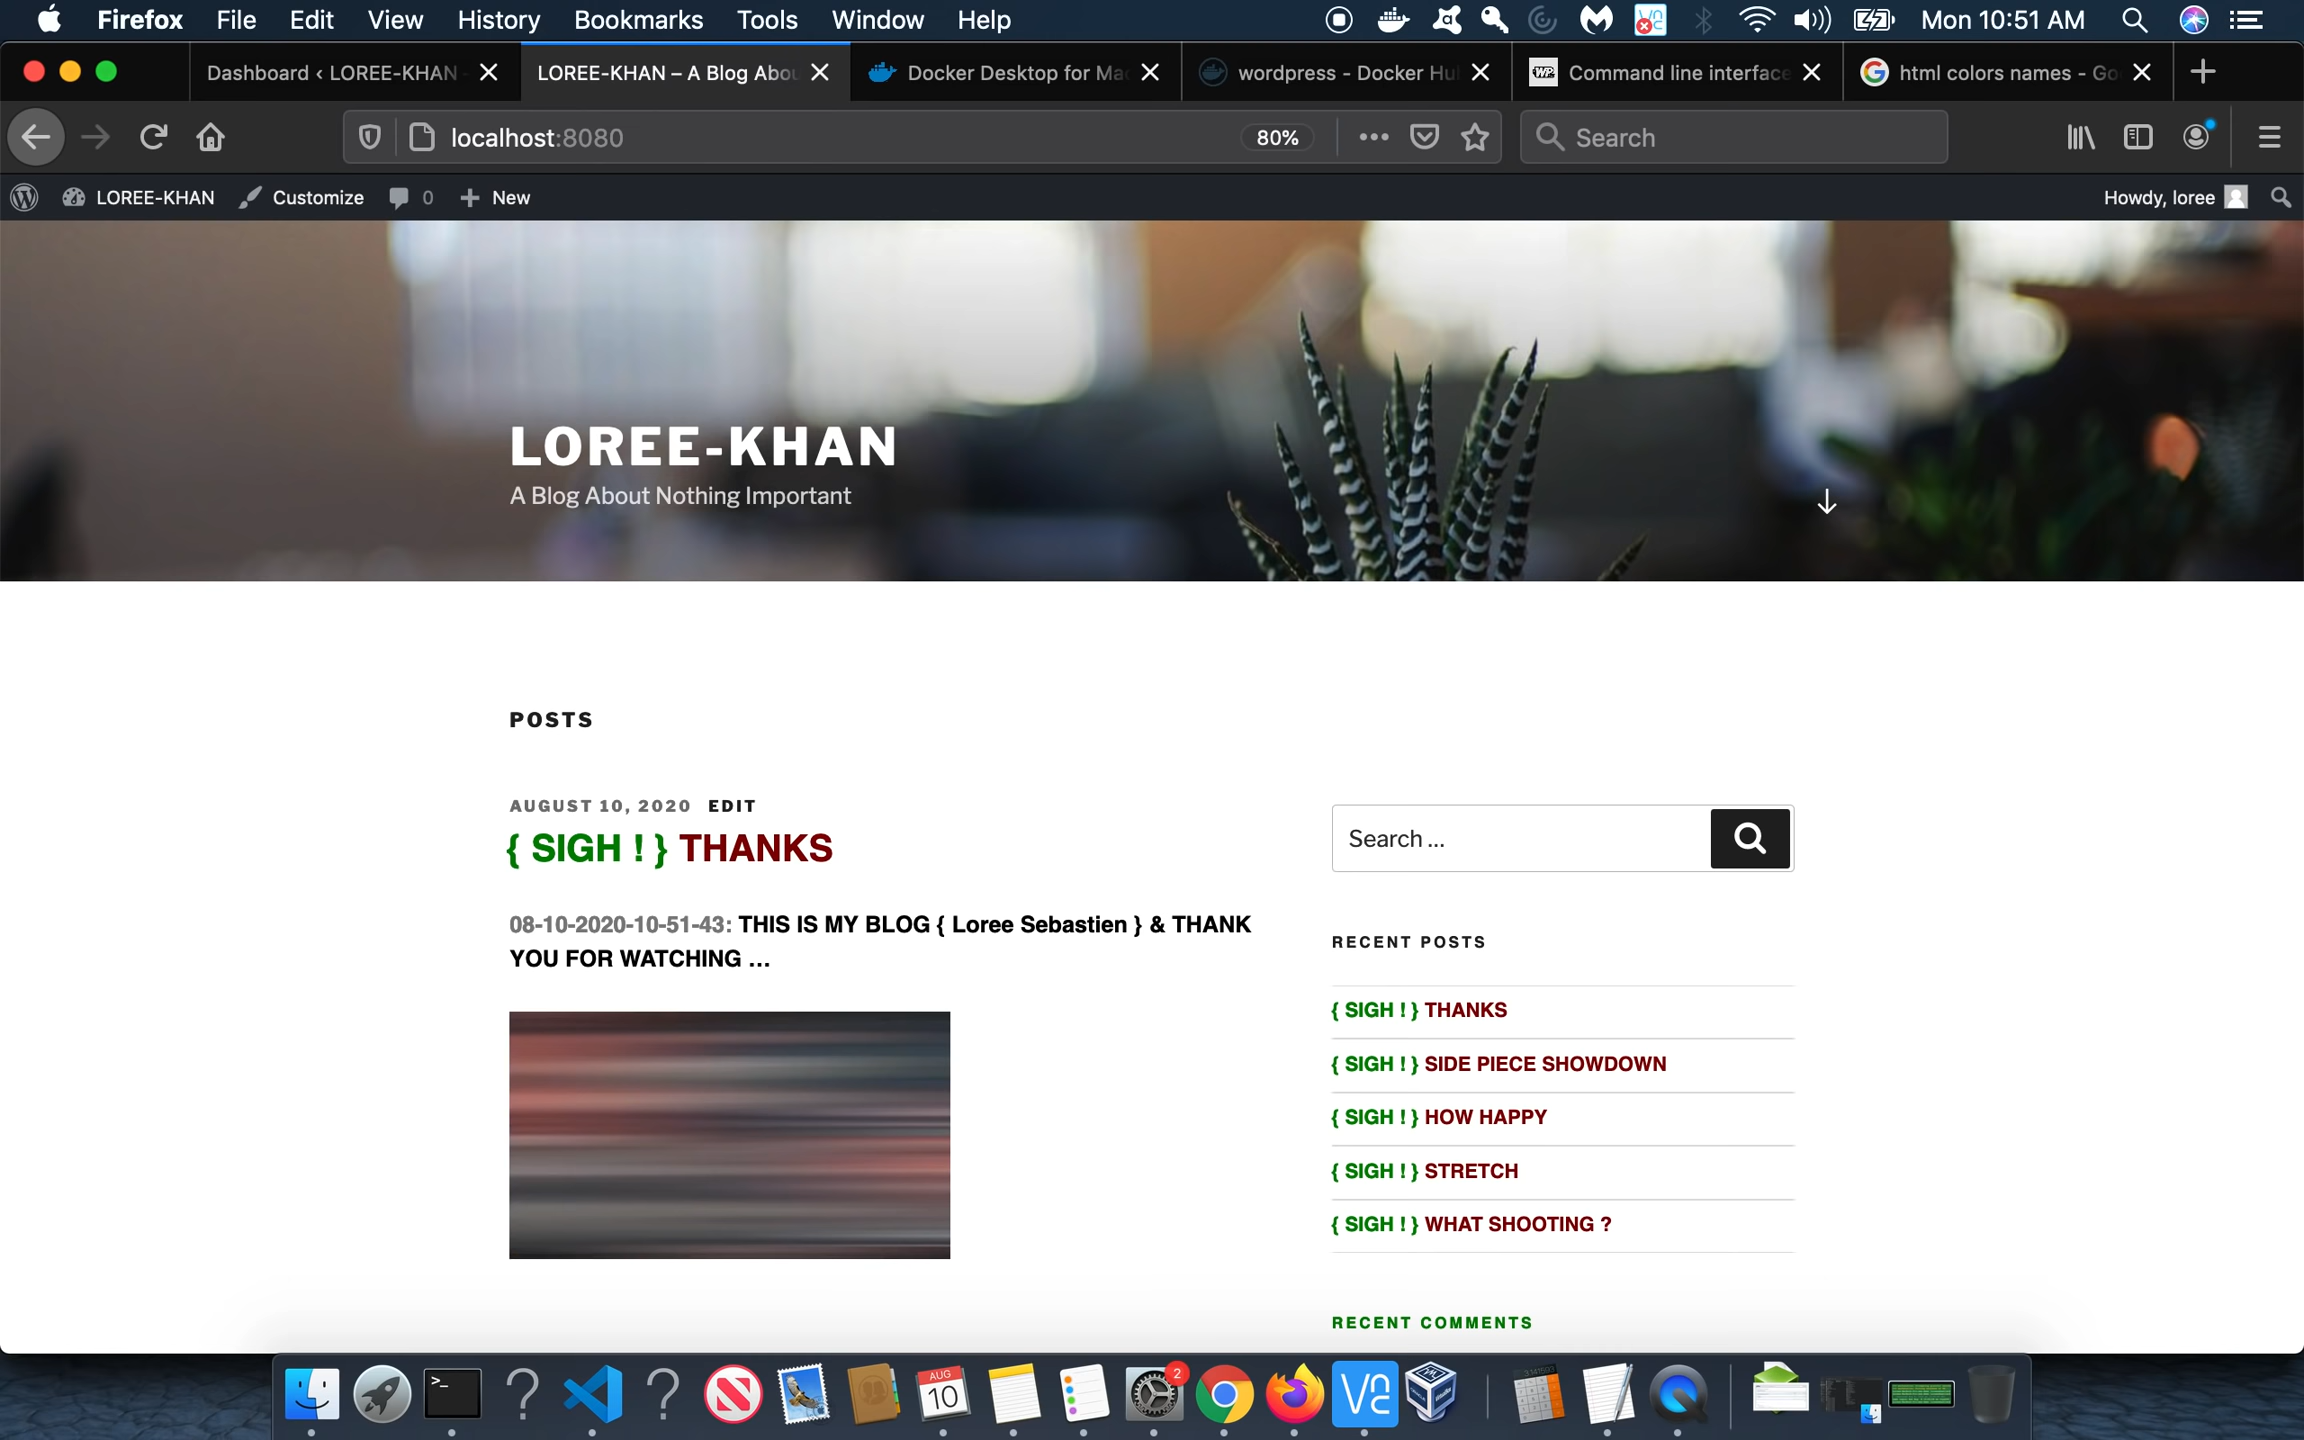 Firefox File Edit View History Bookmarks Tools Window Help Mon 10:51 AM
Dashboard ‹ LOREE-KHAN LOREE-KHAN – A Blog Abou Docker Desktop for Mac wordpress - Docker Hu Command line interface html colors names - Go
localhost:8080 80% Search
LOREE-KHAN Customize 0 New Howdy, loree
LOREE-KHAN
A Blog About Nothing Important
POSTS
AUGUST 10, 2020 EDIT
{ SIGH ! } THANKS
08-10-2020-10-51-43: THIS IS MY BLOG { Loree Sebastien } & THANK
YOU FOR WATCHING …
Search …
RECENT POSTS
{ SIGH ! } THANKS
{ SIGH ! } SIDE PIECE SHOWDOWN
{ SIGH ! } HOW HAPPY
{ SIGH ! } STRETCH
{ SIGH ! } WHAT SHOOTING ?
RECENT COMMENTS
AUG
10
2